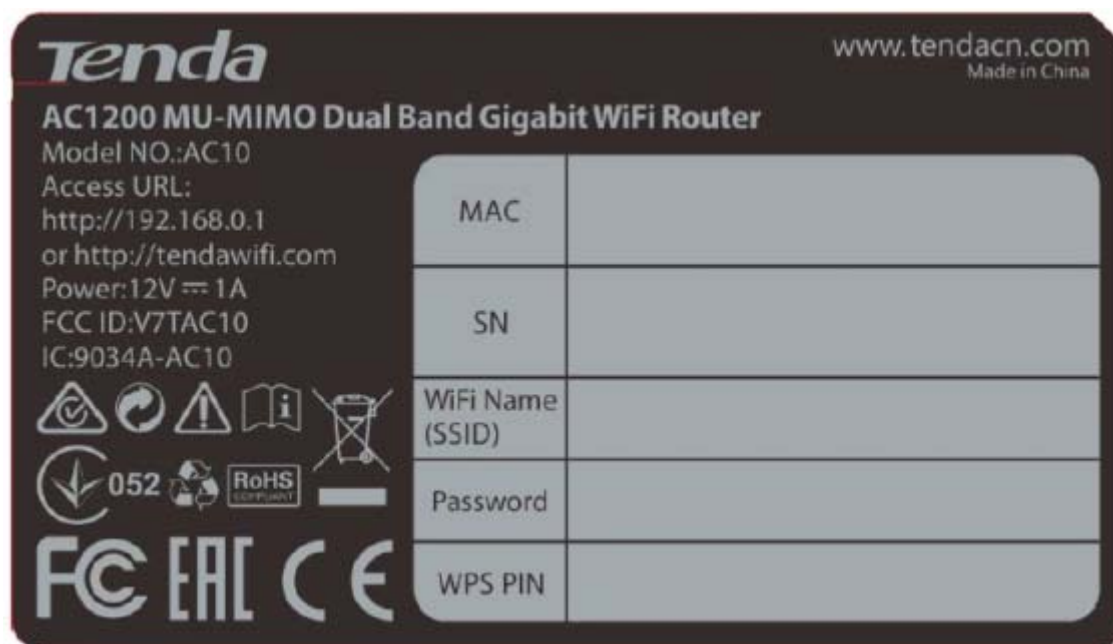 Tenda
www.tendacn.com
Made in China
AC1200 MU-MIMO Dual Band Gigabit WiFi Router
Model NO.:AC10
Access URL:
http://192.168.0.1
or http://tendawifi.com
Power:12V ⎓ 1A
FCC ID:V7TAC10
IC:9034A-AC10
MAC
SN
WiFi Name
(SSID)
Password
WPS PIN
052
RoHS
COMPLIANT
FC EAC CE